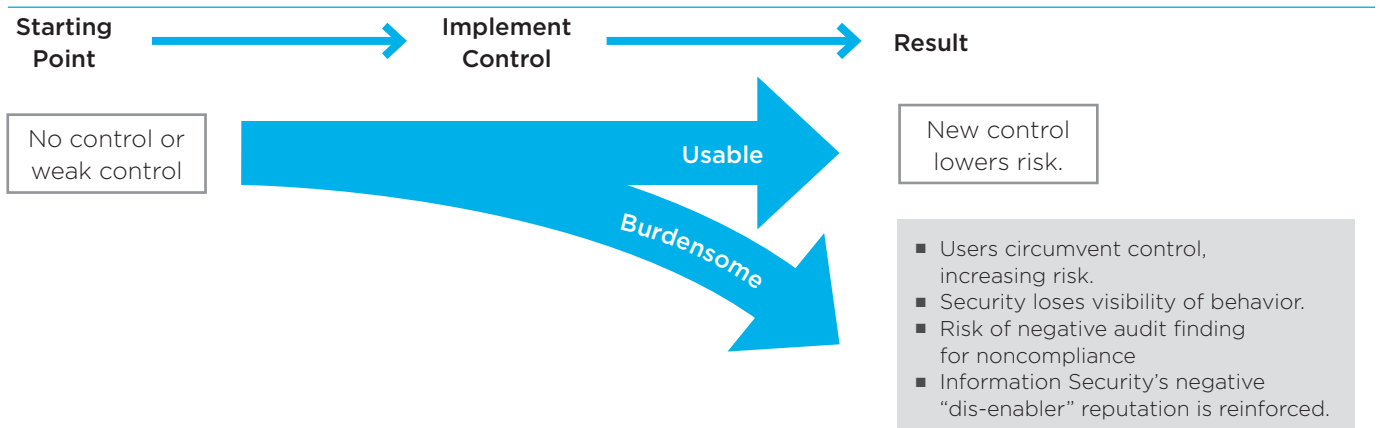 Starting
Point
Implement
Control
Result
No control or
weak control
Usable
Burdensome
New control
lowers risk.
■ Users circumvent control,
increasing risk.
■ Security loses visibility of behavior.
■ Risk of negative audit finding
for noncompliance
■ Information Security’s negative
“dis-enabler” reputation is reinforced.